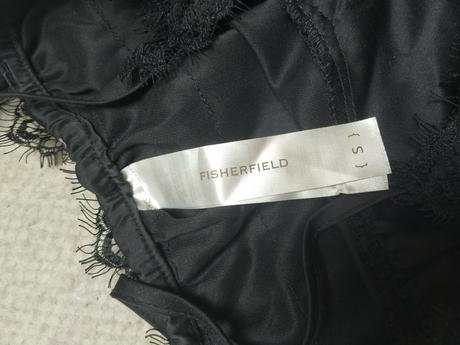 FISHERFIELD
{ S }